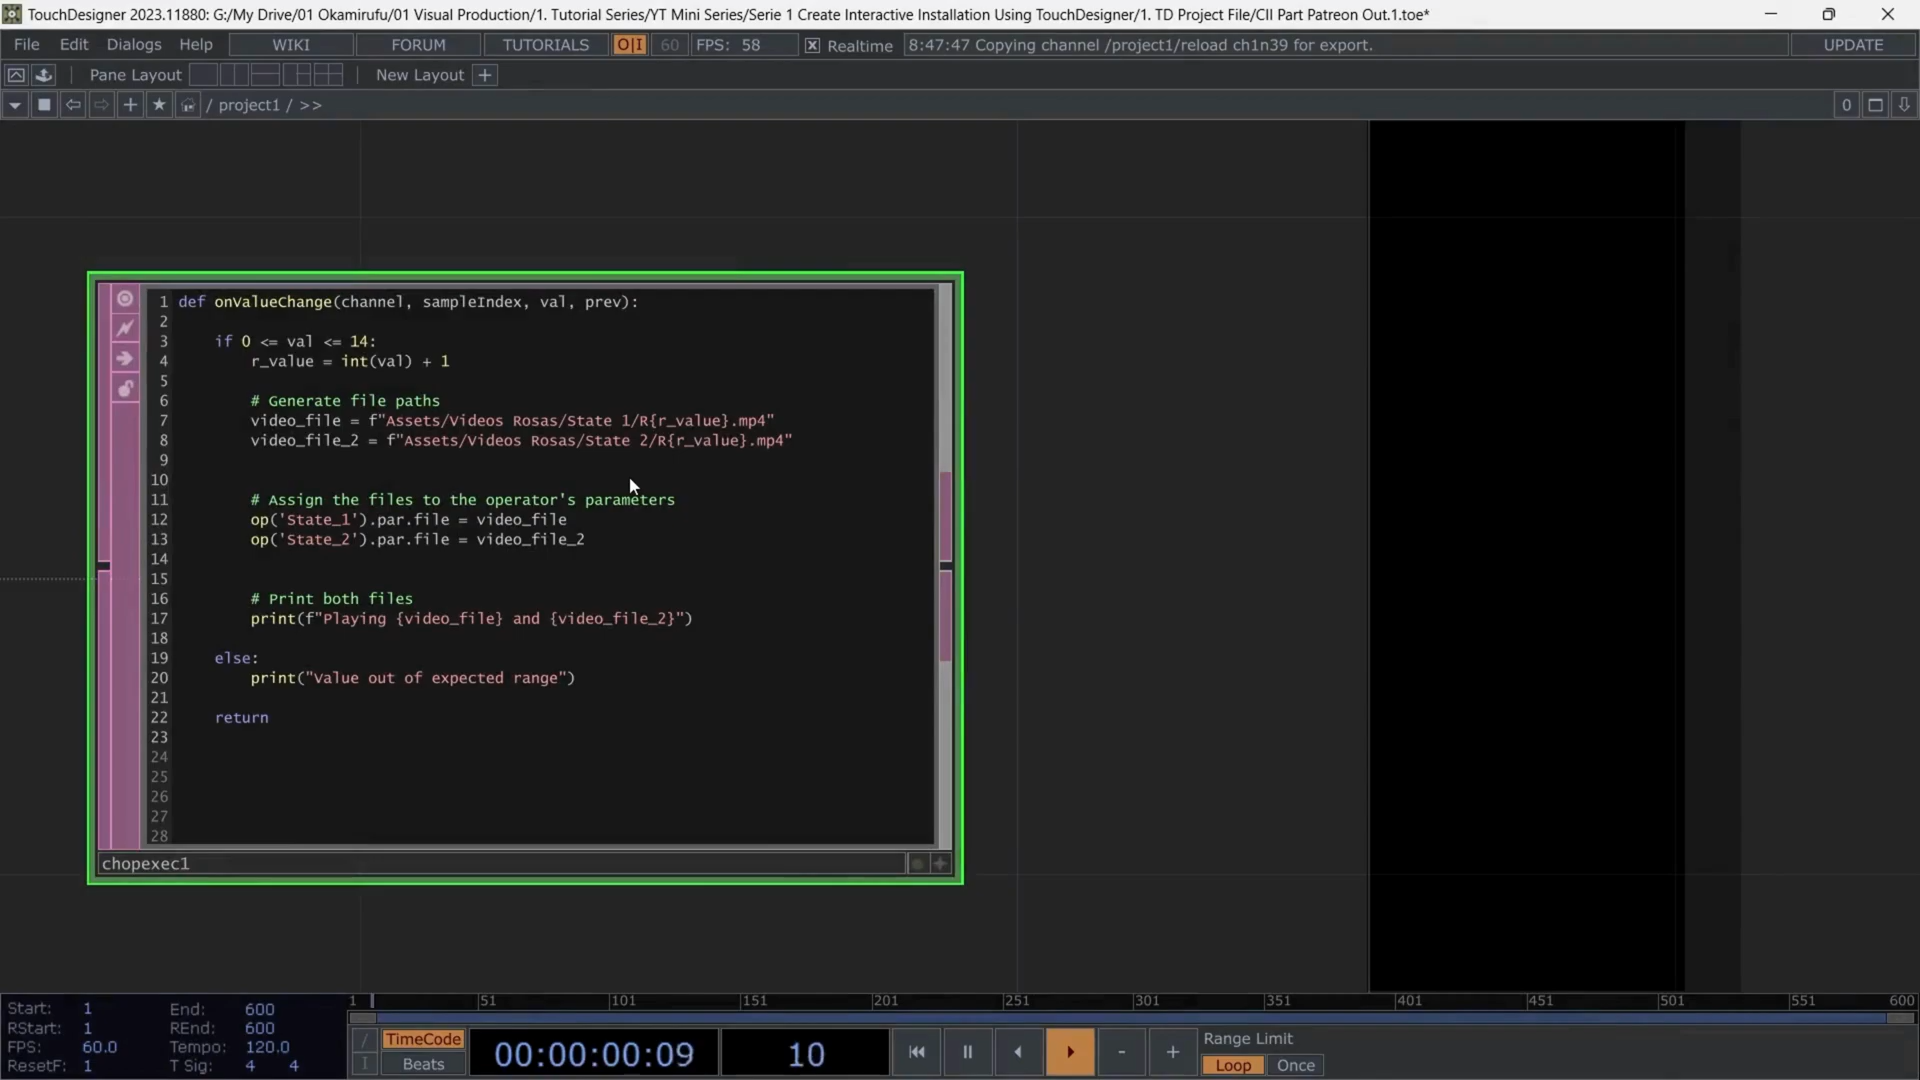 TouchDesigner 2023.11880: G:/My Drive/01 Okamirufu/01 Visual Production/1. Tutorial Series/YT Mini Series/Serie 1 Create Interactive Installation Using TouchDesigner/1. TD Project File/CII Part Patreon Out.1.toe*
File Edit Dialogs Help WIKI FORUM TUTORIALS O|I 60 FPS: 58 Realtime 8:47:47 Copying channel /project1/reload ch1n39 for export. UPDATE
Pane Layout New Layout +
/ project1 / >> 0
1 def onValueChange(channel, sampleIndex, val, prev):
2
3 if 0 <= val <= 14:
4 r_value = int(val) + 1
5
6 # Generate file paths
7 video_file = f"Assets/Videos Rosas/State 1/R{r_value}.mp4"
8 video_file_2 = f"Assets/Videos Rosas/State 2/R{r_value}.mp4"
9
10
11 # Assign the files to the operator's parameters
12 op('State_1').par.file = video_file
13 op('State_2').par.file = video_file_2
14
15
16 # Print both files
17 print(f"Playing {video_file} and {video_file_2}")
18
19 else:
20 print("Value out of expected range")
21
22 return
23
24
25
26
27
28
chopexec1
1 51 101 151 201 251 301 351 401 451 501 551 600
Start: 1 End: 600
RStart: 1 REnd: 600
FPS: 60.0 Tempo: 120.0
ResetF: 1 T Sig: 4 4
TimeCode
Beats
00:00:00:09 10
- +
Range Limit
Loop Once